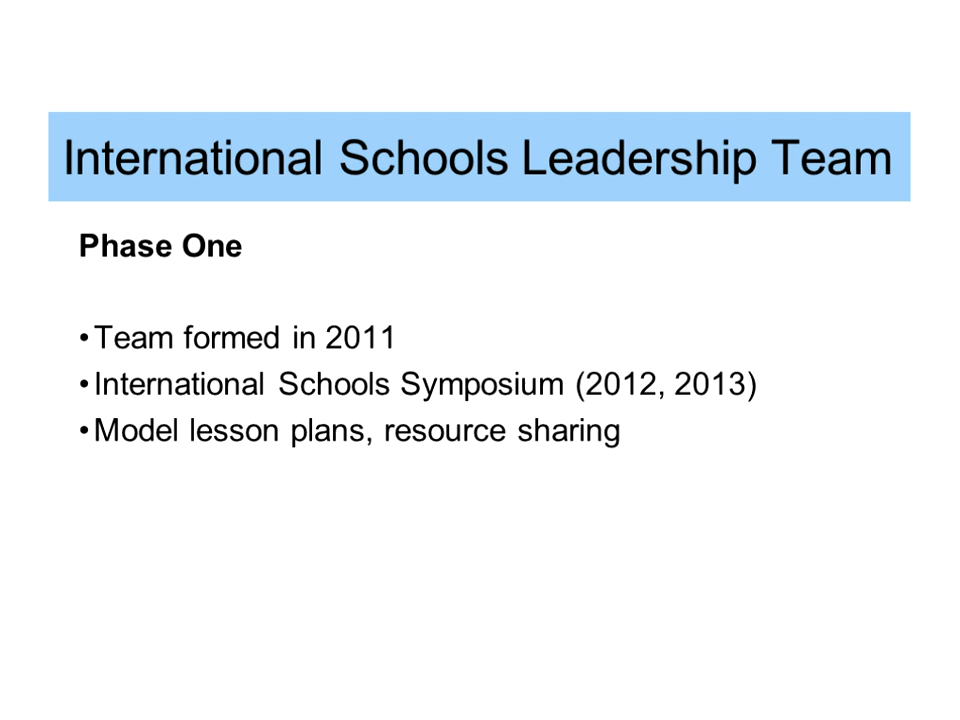 International Schools Leadership Team
Phase One
•Team formed in 2011
•International Schools Symposium (2012, 2013)
•Model lesson plans, resource sharing